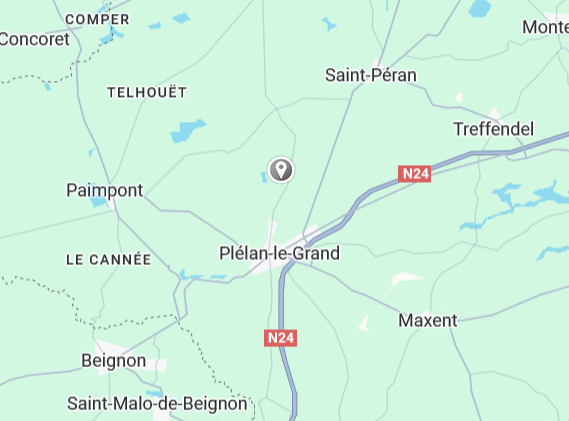 COMPER
Concoret
Monte
Saint-Péran
TELHOUËT
Treffendel
N24
Paimpont
Plélan-le-Grand
LE CANNÉE
Maxent
N24
Beignon
Saint-Malo-de-Beignon